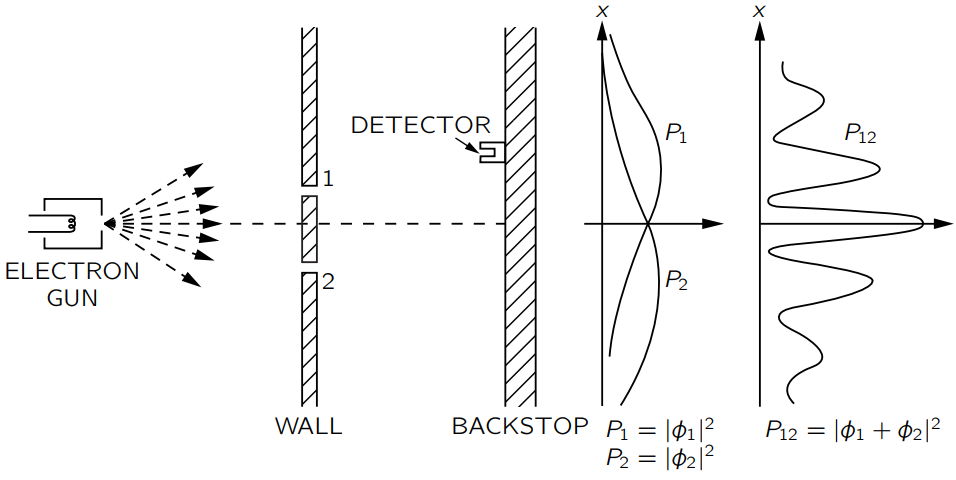 x
x
DETECTOR
P₁
P₁₂
1
ELECTRON
GUN
2
P₂
WALL
BACKSTOP
P₁ = |ϕ₁|²
P₂ = |ϕ₂|²
P₁₂ = |ϕ₁ + ϕ₂|²